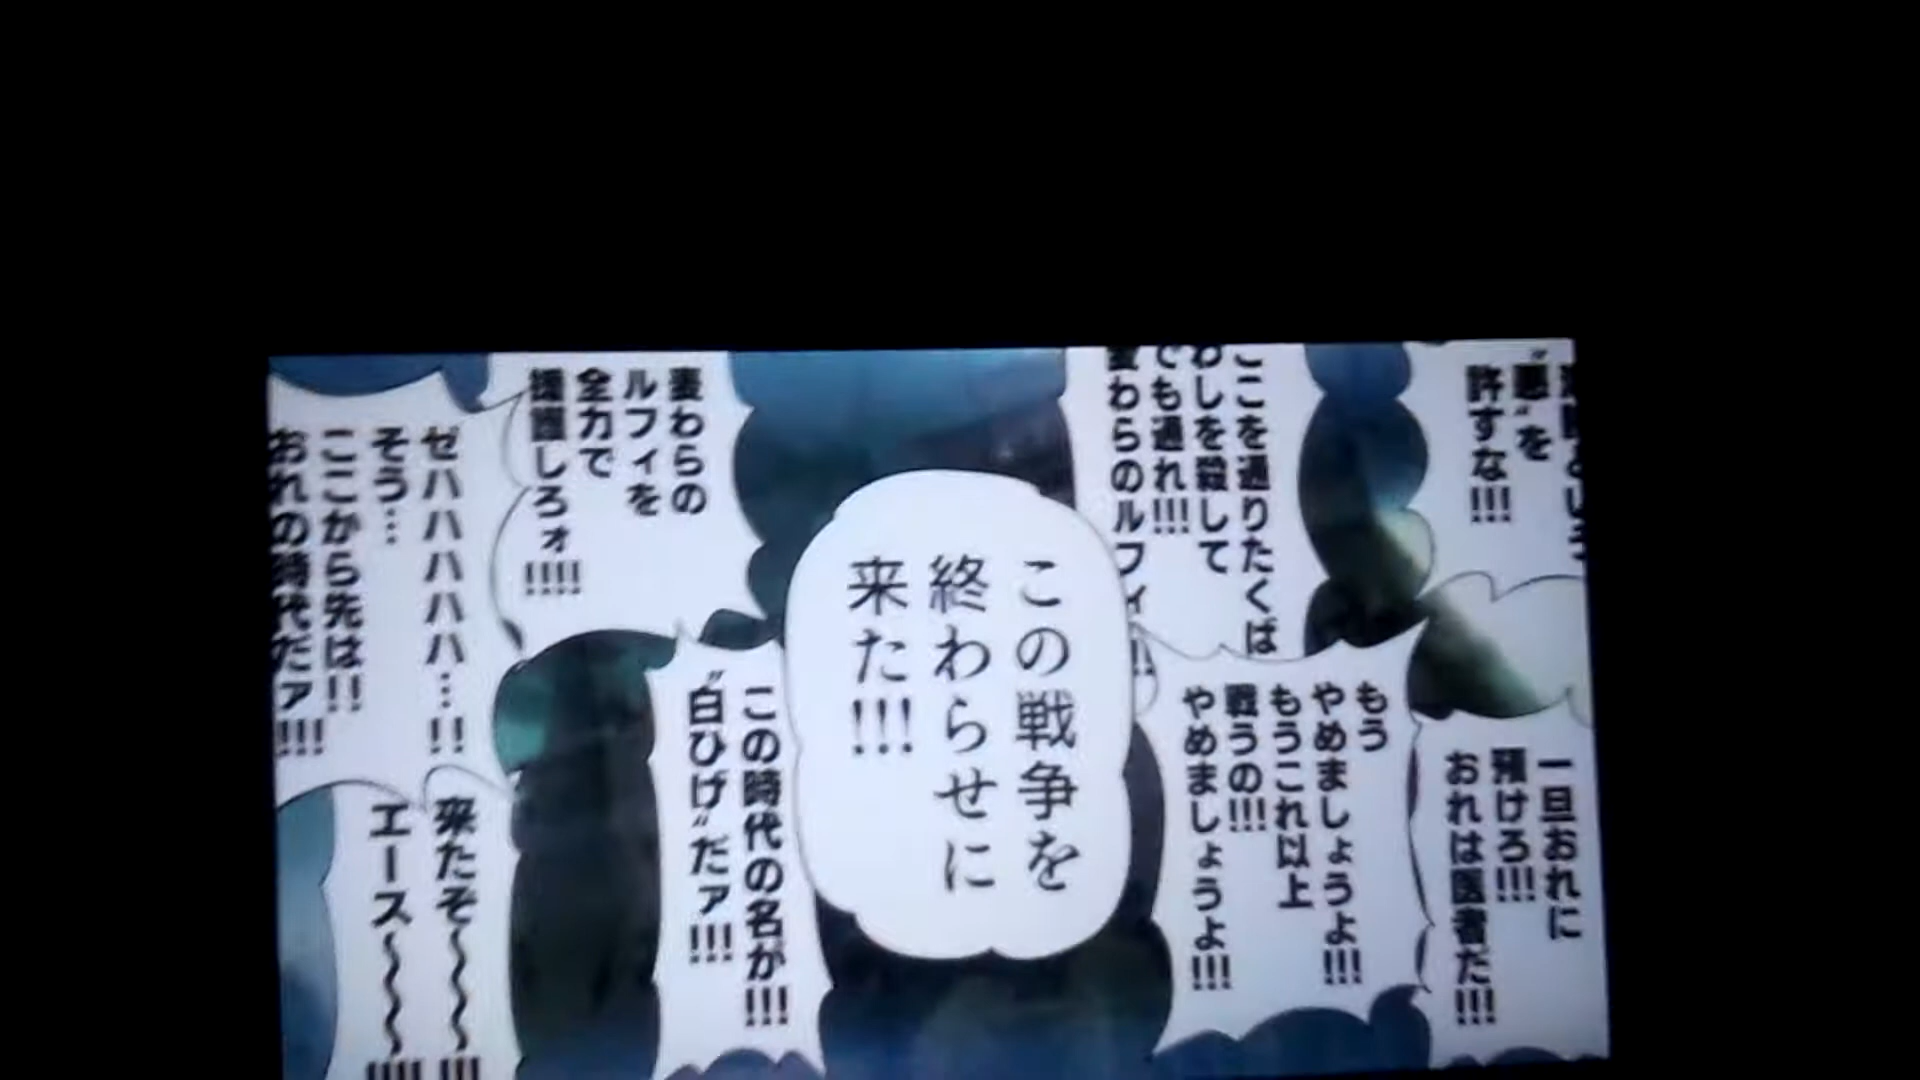 “悪”を
許すな!!!
ここを通りたくば
わしを殺して
でも通れ!!!
麦わらのルフィ
麦わらの
ルフィを
全力で
援護しろォ
!!!!
ゼハハハハハ…!!
そう…
ここから先は!!
おれの時代だァ!!!
この戦争を
終わらせに
来た!!!
一旦おれに
預けろ!!!
おれは医者だ!!!
もう
やめましょうよ!!!
もうこれ以上
戦うの!!!
やめましょうよ!!!
この時代の名が!!!
“白ひげ”だァ!!!
来たぞ〜〜〜!!!
エース〜〜〜〜!!!!